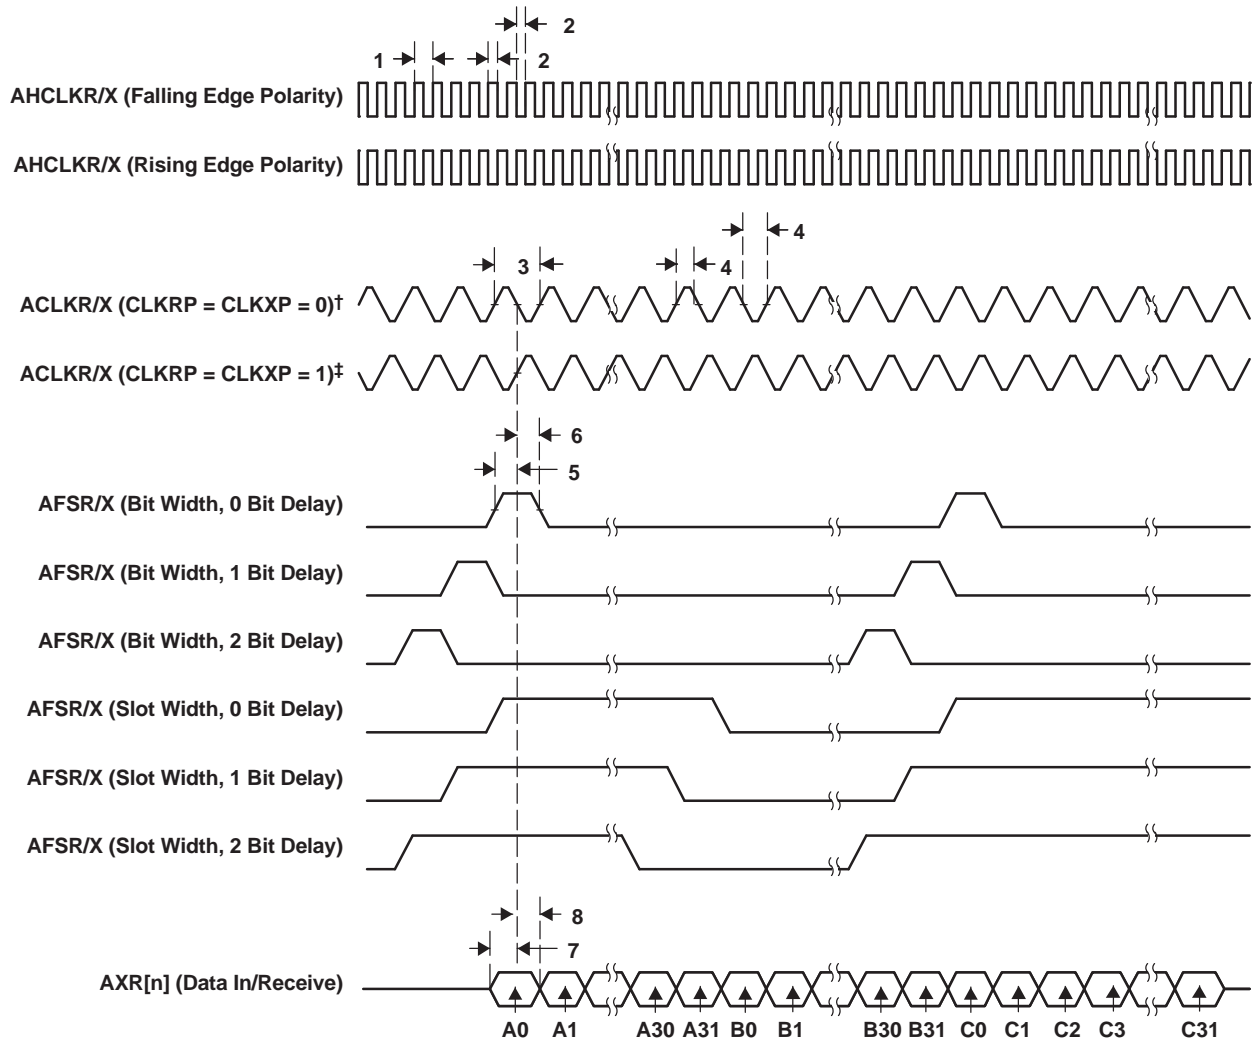 2
1 2
AHCLKR/X (Falling Edge Polarity)
AHCLKR/X (Rising Edge Polarity)
4
3 4
ACLKR/X (CLKRP = CLKXP = 0)†
ACLKR/X (CLKRP = CLKXP = 1)‡
6
5
AFSR/X (Bit Width, 0 Bit Delay)
AFSR/X (Bit Width, 1 Bit Delay)
AFSR/X (Bit Width, 2 Bit Delay)
AFSR/X (Slot Width, 0 Bit Delay)
AFSR/X (Slot Width, 1 Bit Delay)
AFSR/X (Slot Width, 2 Bit Delay)
8
7
AXR[n] (Data In/Receive)
A0 A1 A30 A31 B0 B1 B30 B31 C0 C1 C2 C3 C31